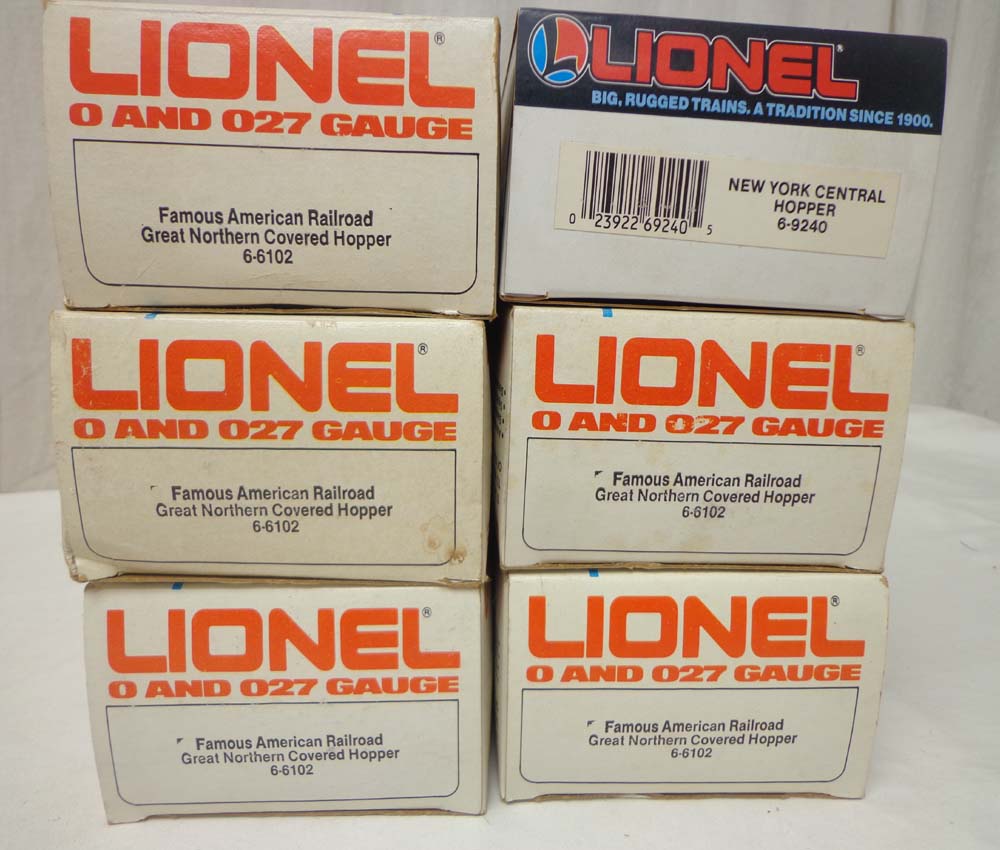 LIONEL®
O AND O27 GAUGE
Famous American Railroad
Great Northern Covered Hopper
6-6102
LIONEL®
BIG, RUGGED TRAINS. A TRADITION SINCE 1900.
NEW YORK CENTRAL
HOPPER
6-9240
0 23922 69240 5
LIONEL®
O AND O27 GAUGE
Famous American Railroad
Great Northern Covered Hopper
6-6102
LIONEL®
O AND O27 GAUGE
Famous American Railroad
Great Northern Covered Hopper
6-6102
LIONEL®
O AND O27 GAUGE
Famous American Railroad
Great Northern Covered Hopper
6-6102
LIONEL®
O AND O27 GAUGE
Famous American Railroad
Great Northern Covered Hopper
6-6102